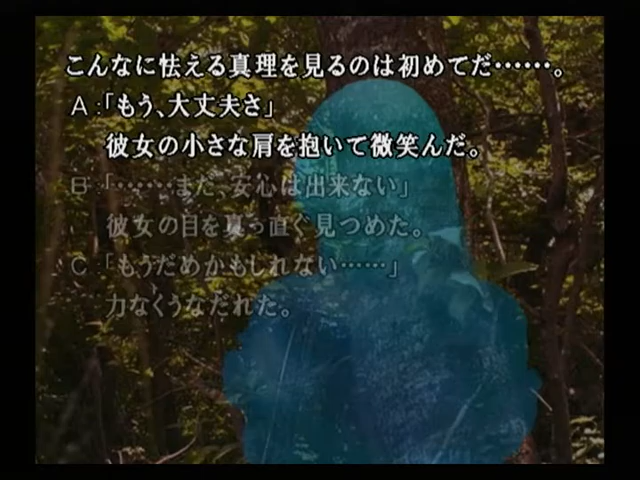 こんなに怯える真理を見るのは初めてだ……。
A:「もう、大丈夫さ」
彼女の小さな肩を抱いて微笑んだ。
B「……まだ、安心は出来ない」
彼女の目を真っ直ぐ見つめた。
C「もうだめかもしれない……」
力なくうなだれた。